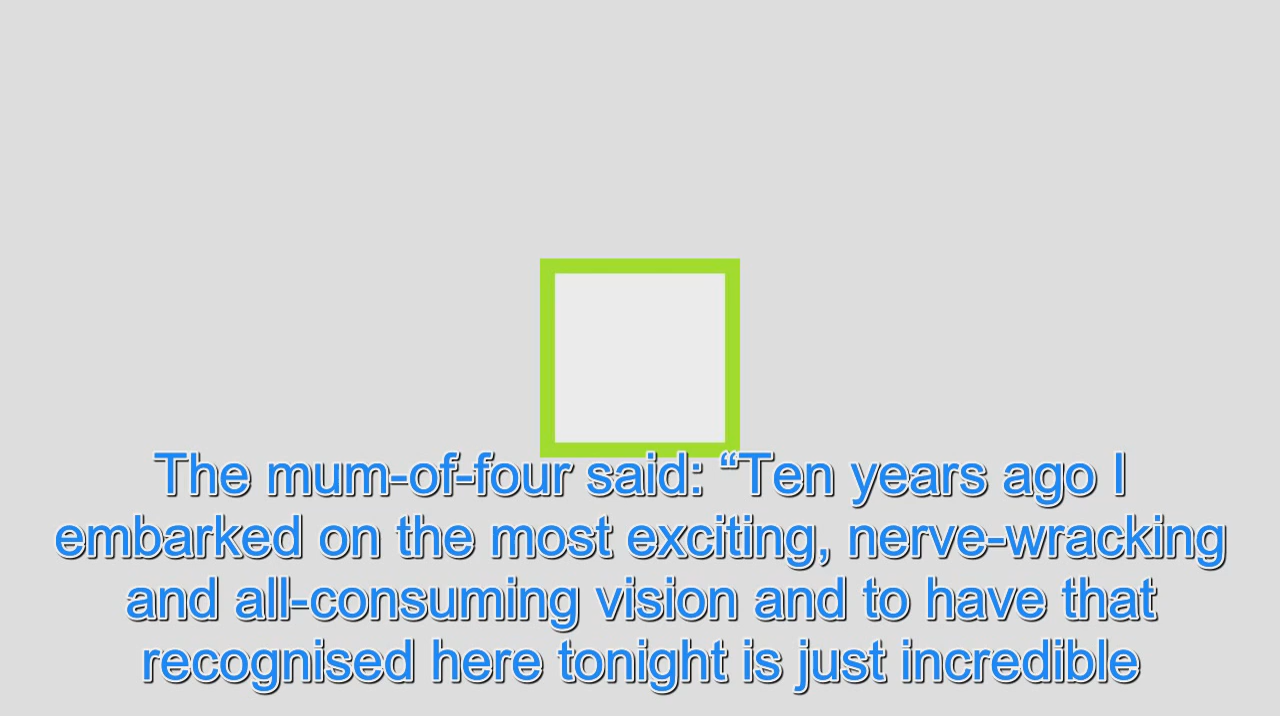 The mum-of-four said: “Ten years ago I
embarked on the most exciting, nerve-wracking
and all-consuming vision and to have that
recognised here tonight is just incredible